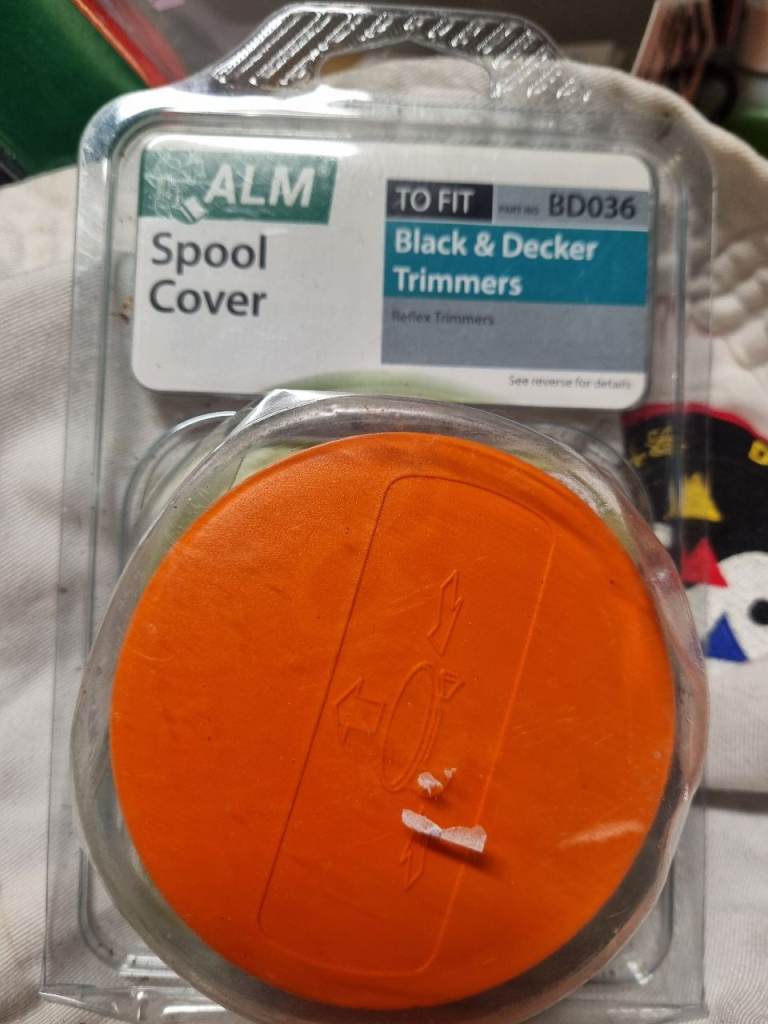 ALM
Spool
Cover
TO FIT PART NO BD036
Black & Decker
Trimmers
Reflex Trimmers
See reverse for details